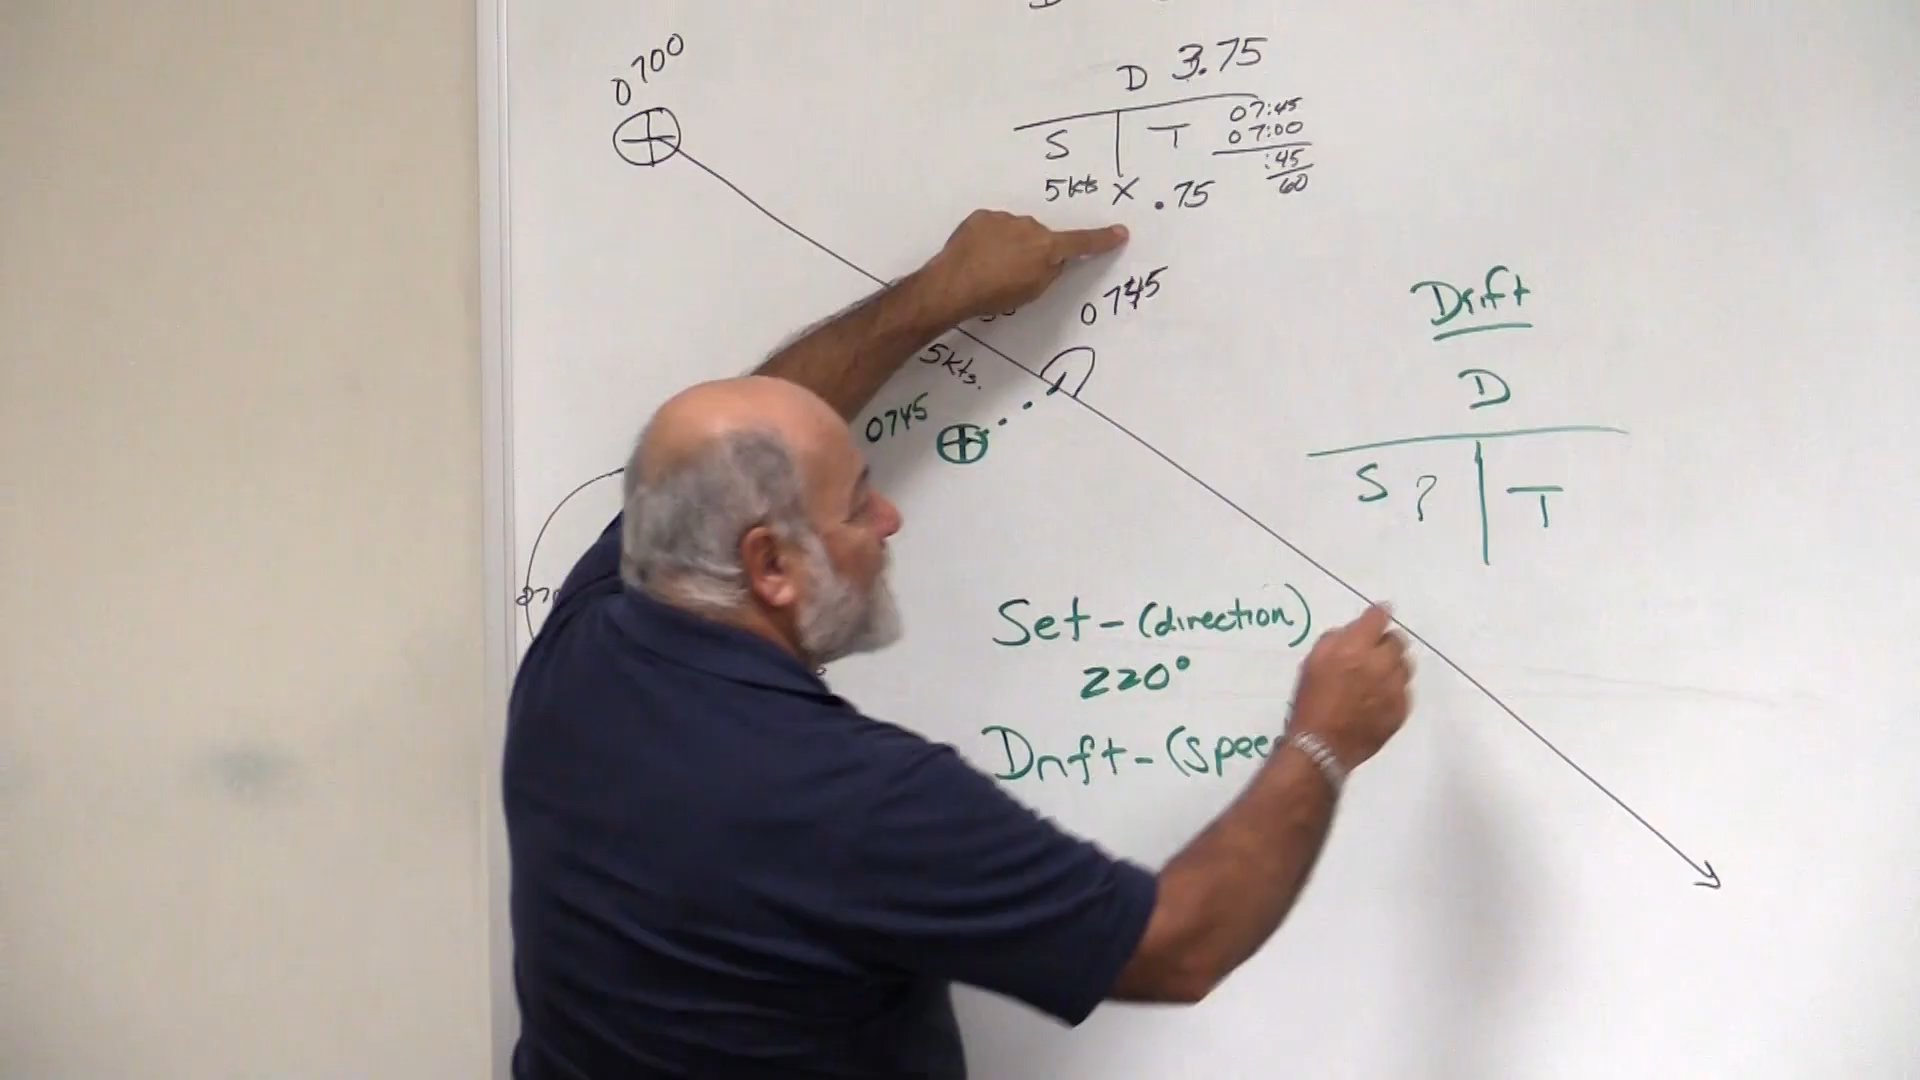 0700
D 3.75
S T 07:45
07:00
:45
60
5kts X .75
0745
5kts.
0745
Drift
D
S ? T
Set - (direction)
220°
Drift - (spee